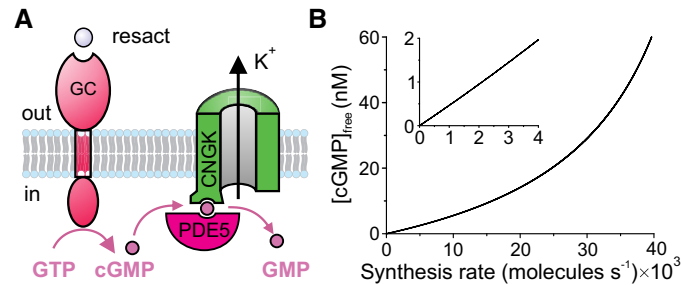 A
resact
GC
K⁺
out
CNGK
in
PDE5
GTP cGMP
GMP
B
[cGMP]free (nM)
60
40
20
0
2
1
0
0 1 2 3 4
0 10 20 30 40
Synthesis rate (molecules s⁻¹)×10³